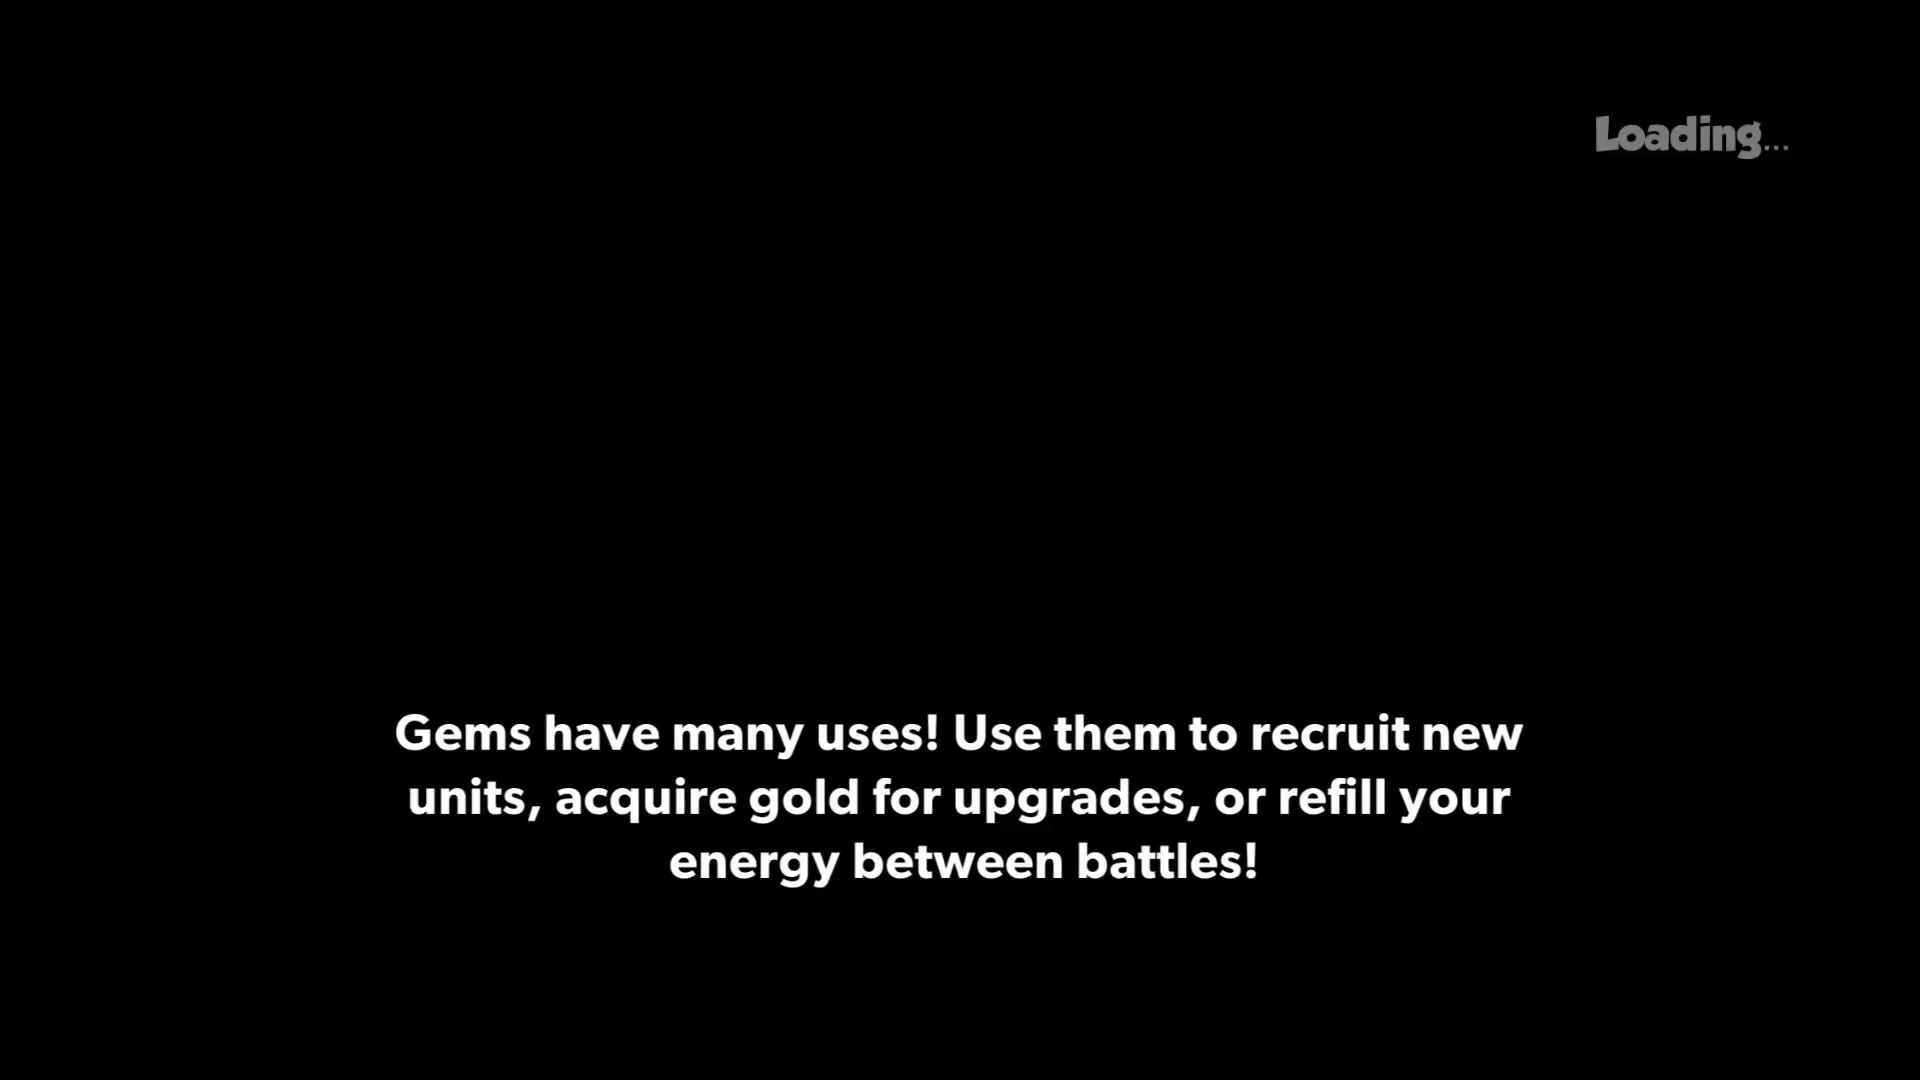 Loading...
Gems have many uses! Use them to recruit new
units, acquire gold for upgrades, or refill your
energy between battles!